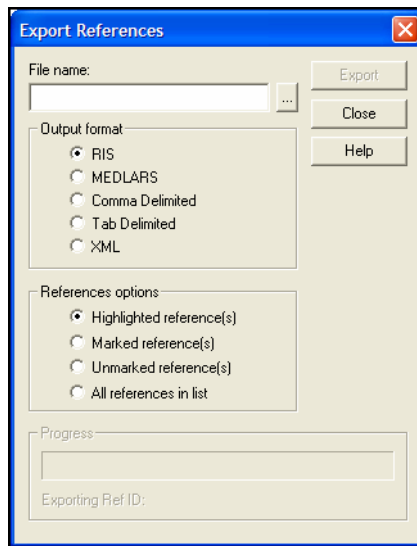 Export References
File name:
...
Export
Close
Help
Output format
RIS
MEDLARS
Comma Delimited
Tab Delimited
XML
References options
Highlighted reference(s)
Marked reference(s)
Unmarked reference(s)
All references in list
Progress
Exporting Ref ID: